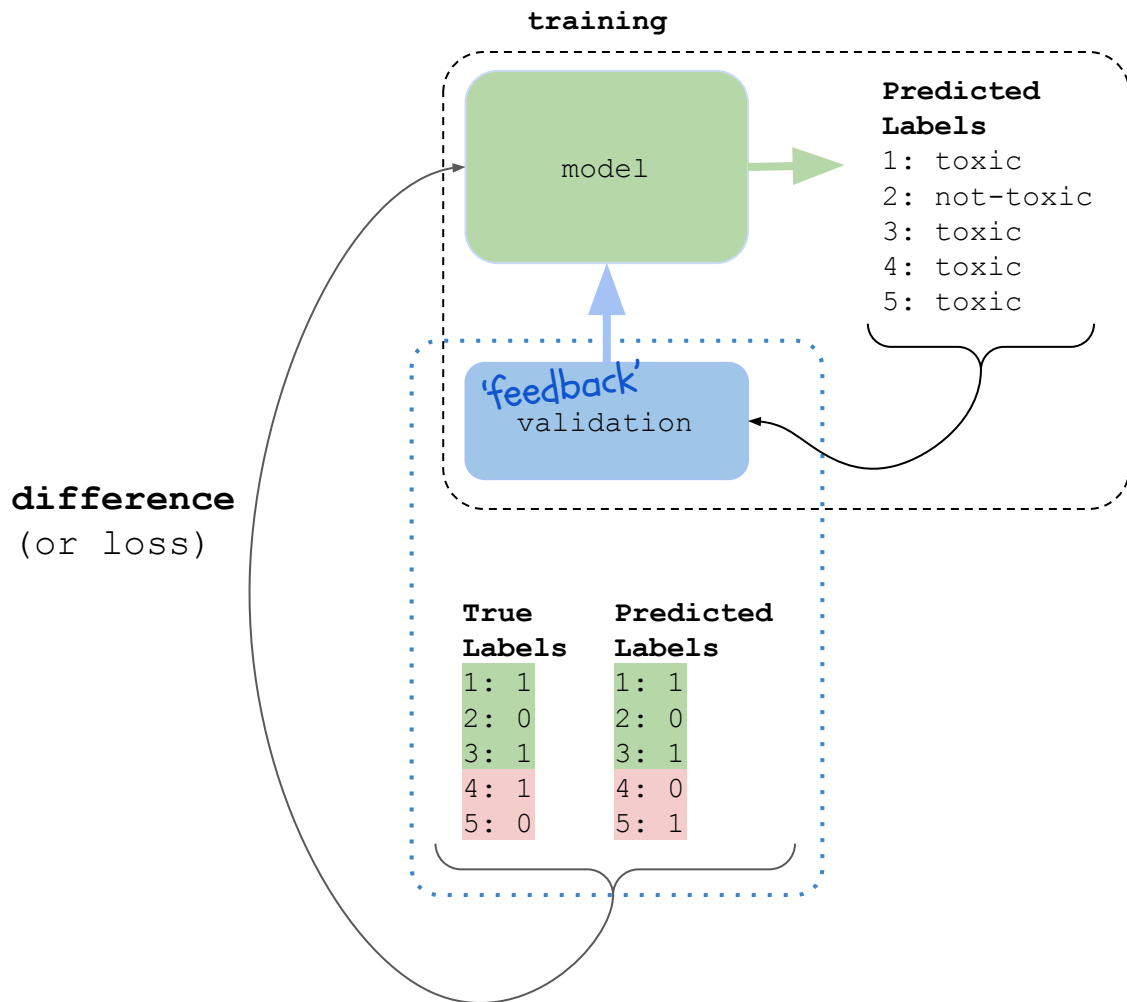 training
model
Predicted
Labels
1: toxic
2: not-toxic
3: toxic
4: toxic
5: toxic
'feedback'
validation
difference
(or loss)
True
Labels
1: 1
2: 0
3: 1
4: 1
5: 0
Predicted
Labels
1: 1
2: 0
3: 1
4: 0
5: 1